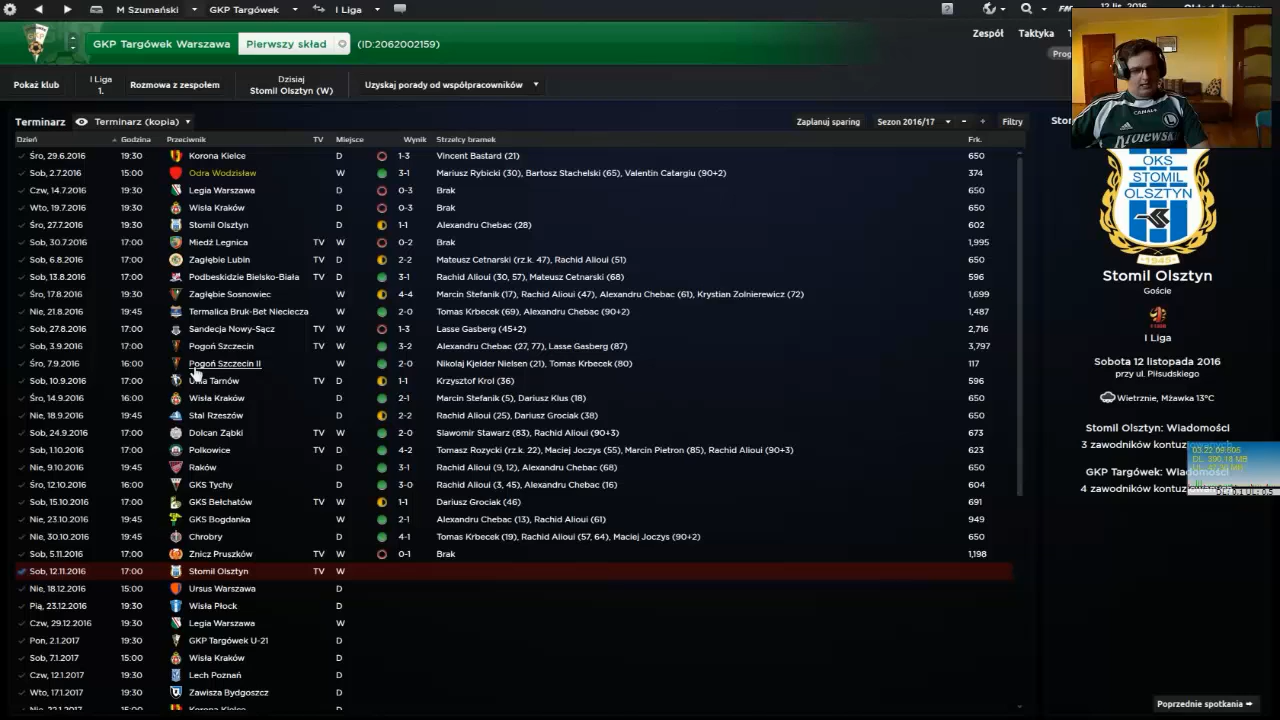 M Szumański GKP Targówek I Liga 2 12 lis. 2016
GKP Targówek Warszawa Pierwszy skład (ID:2062002159) Zespół Taktyka
Pokaż klub I Liga 1. Rozmowa z zespołem Dzisiaj Stomil Olsztyn (W) Uzyskaj porady od współpracowników
Terminarz Terminarz (kopia) Zaplanuj sparing Sezon 2016/17 Filtry
Dzień Godzina Przeciwnik TV Miejsce Wynik Strzelcy bramek Frk.
Śro, 29.6.2016 19:30 Korona Kielce D 1-3 Vincent Bastard (21) 650
Sob, 2.7.2016 15:00 Odra Wodzisław W 3-1 Mariusz Rybicki (30), Bartosz Stachelski (65), Valentin Catargiu (90+2) 374
Czw, 14.7.2016 19:30 Legia Warszawa D 0-3 Brak 650
Wto, 19.7.2016 19:30 Wisła Kraków D 0-3 Brak 650
Śro, 27.7.2016 19:30 Stomil Olsztyn D 1-1 Alexandru Chebac (28) 602
Sob, 30.7.2016 17:00 Miedź Legnica TV W 0-2 Brak 1,995
Sob, 6.8.2016 17:00 Zagłębie Lubin TV D 2-2 Mateusz Cetnarski (rz.k. 47), Rachid Alioui (51) 650
Sob, 13.8.2016 17:00 Podbeskidzie Bielsko-Biała TV D 3-1 Rachid Alioui (30, 57), Mateusz Cetnarski (68) 596
Śro, 17.8.2016 19:30 Zagłębie Sosnowiec W 4-4 Marcin Stefanik (17), Rachid Alioui (47), Alexandru Chebac (61), Krystian Zolnierewicz (72) 1,699
Nie, 21.8.2016 19:45 Termalica Bruk-Bet Nieciecza W 2-0 Tomas Krbecek (69), Alexandru Chebac (90+2) 1,487
Sob, 27.8.2016 17:00 Sandecja Nowy-Sącz TV W 1-3 Lasse Gasberg (45+2) 2,716
Sob, 3.9.2016 17:00 Pogoń Szczecin TV W 3-2 Alexandru Chebac (27, 77), Lasse Gasberg (87) 3,797
Śro, 7.9.2016 16:00 Pogoń Szczecin II W 2-0 Nikolaj Kjelder Nielsen (21), Tomas Krbecek (80) 117
Sob, 10.9.2016 17:00 Unia Tarnów TV D 1-1 Krzysztof Krol (36) 596
Śro, 14.9.2016 16:00 Wisła Kraków D 2-1 Marcin Stefanik (5), Dariusz Klus (18) 650
Nie, 18.9.2016 19:45 Stal Rzeszów D 2-2 Rachid Alioui (25), Dariusz Grociak (38) 650
Sob, 24.9.2016 17:00 Dolcan Ząbki TV W 2-0 Slawomir Stawarz (83), Rachid Alioui (90+3) 673
Sob, 1.10.2016 17:00 Polkowice TV W 4-2 Tomasz Rozycki (rz.k. 22), Maciej Joczys (55), Marcin Pietron (85), Rachid Alioui (90+3) 623
Nie, 9.10.2016 19:45 Raków D 3-1 Rachid Alioui (9, 12), Alexandru Chebac (68) 650
Śro, 12.10.2016 16:00 GKS Tychy D 3-0 Rachid Alioui (3, 45), Alexandru Chebac (16) 604
Sob, 15.10.2016 17:00 GKS Bełchatów TV W 1-1 Dariusz Grociak (46) 691
Nie, 23.10.2016 19:45 GKS Bogdanka W 2-1 Alexandru Chebac (13), Rachid Alioui (61) 949
Nie, 30.10.2016 19:45 Chrobry D 4-1 Tomas Krbecek (19), Rachid Alioui (57, 64), Maciej Joczys (90+2) 650
Sob, 5.11.2016 17:00 Znicz Pruszków TV W 0-1 Brak 1,198
Sob, 12.11.2016 17:00 Stomil Olsztyn TV W
Nie, 18.12.2016 15:00 Ursus Warszawa D
Pią, 23.12.2016 19:30 Wisła Płock D
Czw, 29.12.2016 19:30 Legia Warszawa W
Pon, 2.1.2017 19:30 GKP Targówek U-21 D
Sob, 7.1.2017 15:00 Wisła Kraków D
Czw, 12.1.2017 19:30 Lech Poznań D
Wto, 17.1.2017 19:30 Zawisza Bydgoszcz D
Nie, 22.1.2017 15:00 Korona Kielce D
CANAL+
Królewskie
OKS
STOMIL
OLSZTYN
1945
Stomil Olsztyn
Goście
I Liga
Sobota 12 listopada 2016
przy ul. Piłsudskiego
Wietrznie, Mżawka 13°C
Stomil Olsztyn: Wiadomości
3 zawodników kontuzjowanych
GKP Targówek: Wiadomości
4 zawodników
Poprzednie spotkania